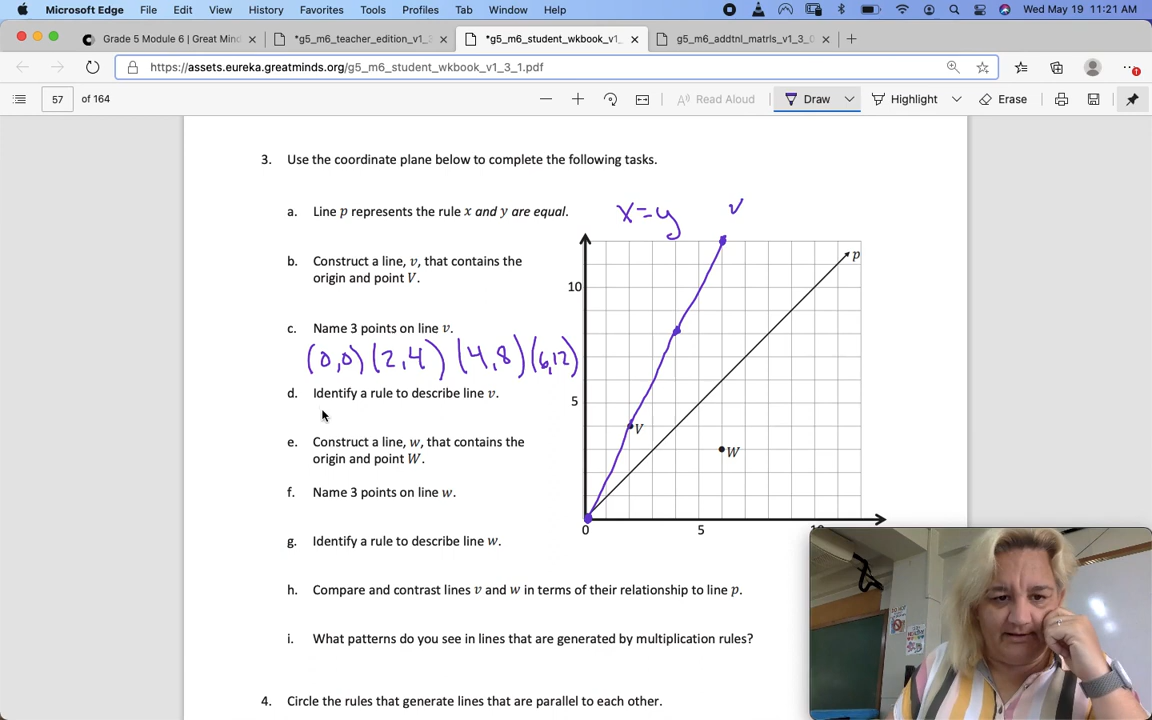 Microsoft Edge File Edit View History Favorites Tools Profiles Tab Window Help Wed May 19 11:21 AM
Grade 5 Module 6 | Great Mind × *g5_m6_teacher_edition_v1_3 × *g5_m6_student_wkbook_v1_ × g5_m6_addtnl_matrls_v1_3_0 × +
https://assets.eureka.greatminds.org/g5_m6_student_wkbook_v1_3_1.pdf
57 of 164 Read Aloud Draw Highlight Erase
3. Use the coordinate plane below to complete the following tasks.
a. Line p represents the rule x and y are equal.
x=y v
b. Construct a line, v, that contains the
origin and point V.
c. Name 3 points on line v.
(0,0) (2,4) (4,8) (6,12)
d. Identify a rule to describe line v.
e. Construct a line, w, that contains the
origin and point W.
f. Name 3 points on line w.
g. Identify a rule to describe line w.
p
10
5
V
W
0 5 10
h. Compare and contrast lines v and w in terms of their relationship to line p.
i. What patterns do you see in lines that are generated by multiplication rules?
4. Circle the rules that generate lines that are parallel to each other.